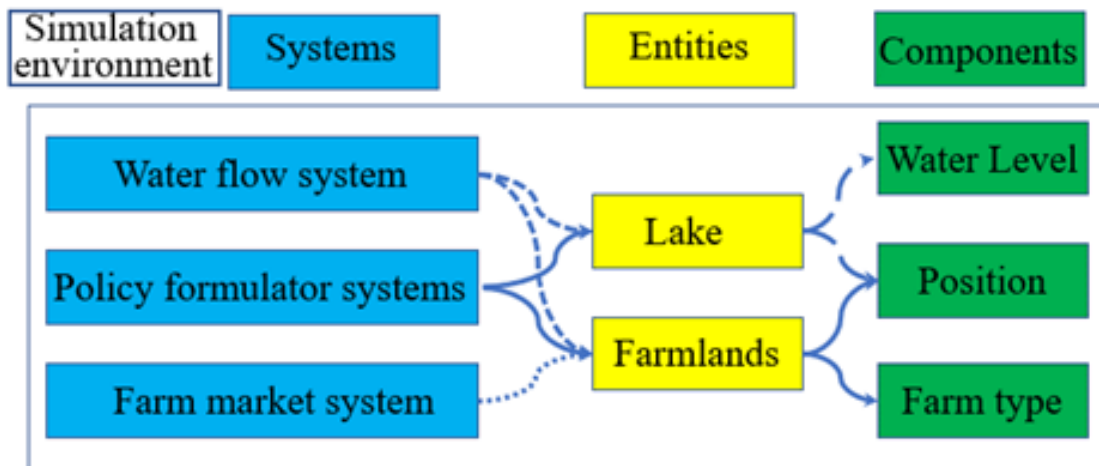 Simulation
environment
Systems
Entities
Components
Water flow system
Water Level
Lake
Policy formulator systems
Position
Farmlands
Farm market system
Farm type